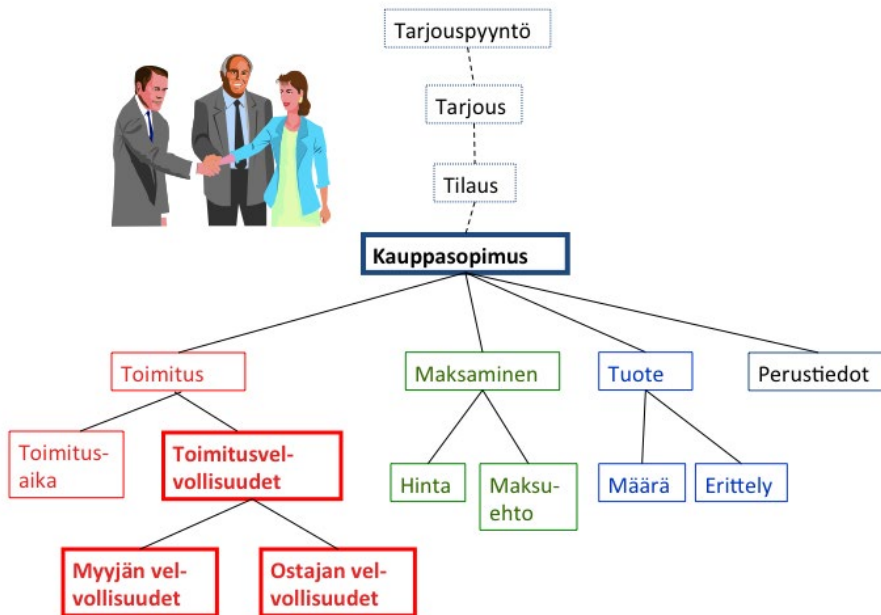 Tarjouspyyntö
Tarjous
Tilaus
Kauppasopimus
Toimitus
Maksaminen
Tuote
Perustiedot
Toimitus-
aika
Toimitusvel-
vollisuudet
Hinta
Maksu-
ehto
Määrä
Erittely
Myyjän vel-
vollisuudet
Ostajan vel-
vollisuudet